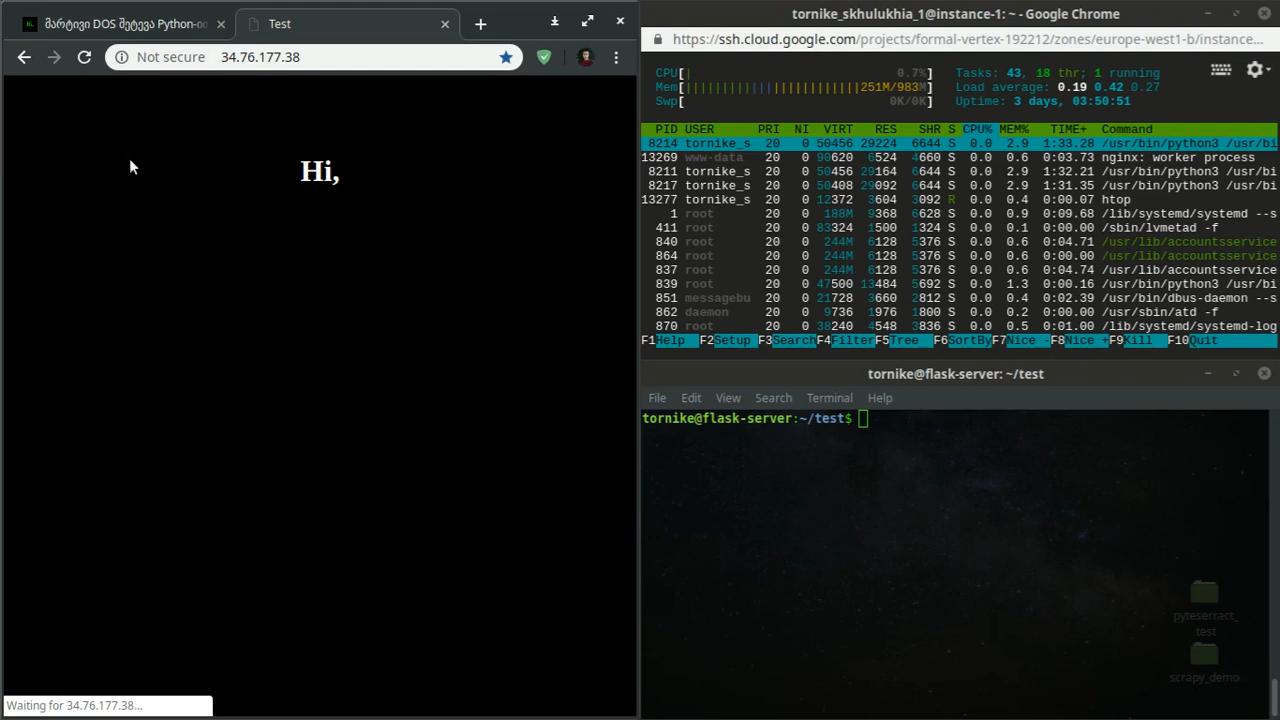 მარტივი DOS შეტევა Python-ით
Test
Not secure 34.76.177.38
Hi,
Waiting for 34.76.177.38...
tornike_skhulukhia_1@instance-1: ~ - Google Chrome
https://ssh.cloud.google.com/projects/formal-vertex-192212/zones/europe-west1-b/instance...
CPU[| 0.7%] Tasks: 43, 18 thr; 1 running
Mem[|||||||||||||||||||||||251M/983M] Load average: 0.19 0.42 0.27
Swp[ 0K/0K] Uptime: 3 days, 03:50:51
PID USER PRI NI VIRT RES SHR S CPU% MEM% TIME+ Command
8214 tornike_s 20 0 50456 29224 6644 S 0.0 2.9 1:33.28 /usr/bin/python3 /usr/bi
13269 www-data 20 0 90620 6524 4660 S 0.0 0.6 0:03.73 nginx: worker process
8211 tornike_s 20 0 50456 29164 6644 S 0.0 2.9 1:32.21 /usr/bin/python3 /usr/bi
8217 tornike_s 20 0 50408 29092 6644 S 0.0 2.9 1:31.35 /usr/bin/python3 /usr/bi
13277 tornike_s 20 0 12372 3604 3092 R 0.0 0.4 0:00.07 htop
1 root 20 0 188M 9368 6628 S 0.0 0.9 0:09.68 /lib/systemd/systemd --s
411 root 20 0 83324 1500 1324 S 0.0 0.1 0:00.00 /sbin/lvmetad -f
840 root 20 0 244M 6128 5376 S 0.0 0.6 0:04.71 /usr/lib/accountsservice
864 root 20 0 244M 6128 5376 S 0.0 0.6 0:00.00 /usr/lib/accountsservice
837 root 20 0 244M 6128 5376 S 0.0 0.6 0:04.74 /usr/lib/accountsservice
839 root 20 0 47500 13484 5692 S 0.0 1.3 0:00.16 /usr/bin/python3 /usr/bi
851 messagebu 20 0 21728 3660 2812 S 0.0 0.4 0:02.39 /usr/bin/dbus-daemon --s
862 daemon 20 0 9736 1976 1800 S 0.0 0.2 0:00.00 /usr/sbin/atd -f
870 root 20 0 38240 4548 3836 S 0.0 0.5 0:01.00 /lib/systemd/systemd-log
F1Help F2Setup F3SearchF4FilterF5Tree F6SortByF7Nice -F8Nice +F9Kill F10Quit
tornike@flask-server: ~/test
File Edit View Search Terminal Help
tornike@flask-server:~/test$
pyteserract_
test
scrapy_demo